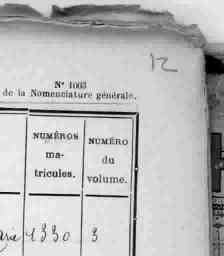 12
N° 1003
de la Nomenclature générale.
NUMÉROS
ma-
tricules.
NUMÉRO
du
volume.
1330 3